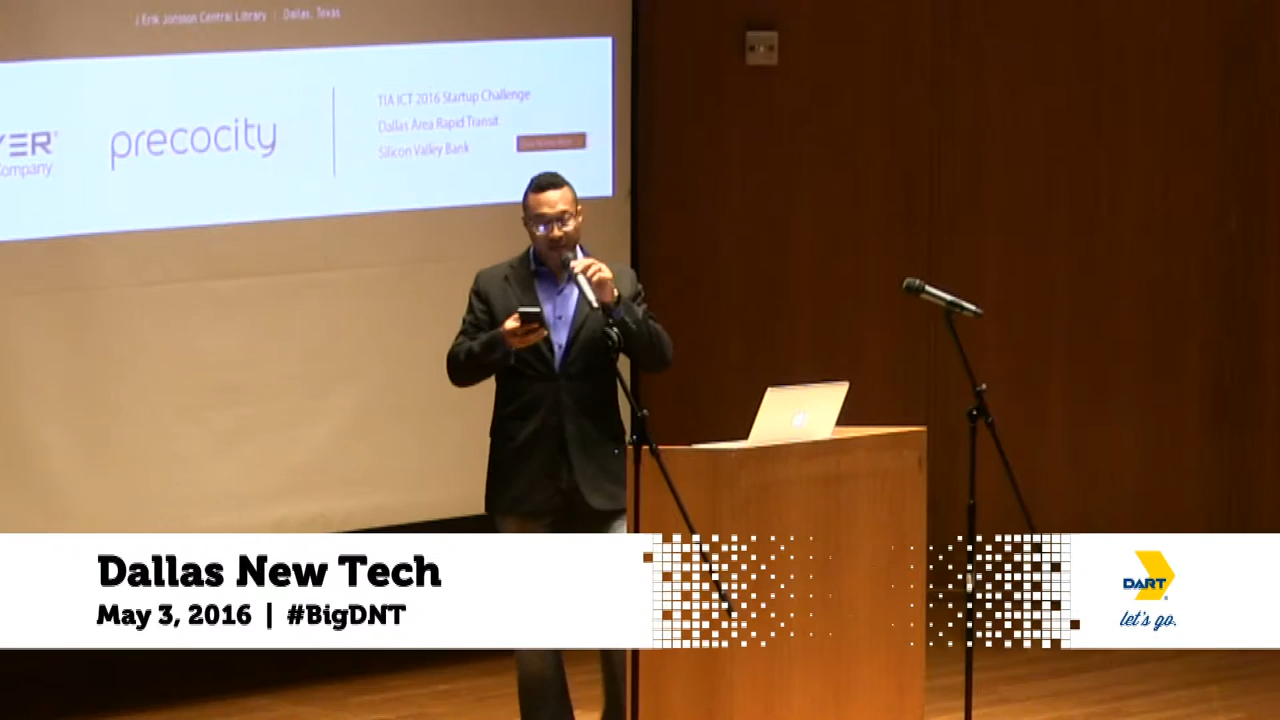 J Erik Jonsson Central Library | Dallas, Texas
YER
Company
precocity
TIA ICT 2016 Startup Challenge
Dallas Area Rapid Transit
Silicon Valley Bank
Dallas New Tech
May 3, 2016 | #BigDNT
DART
let's go.